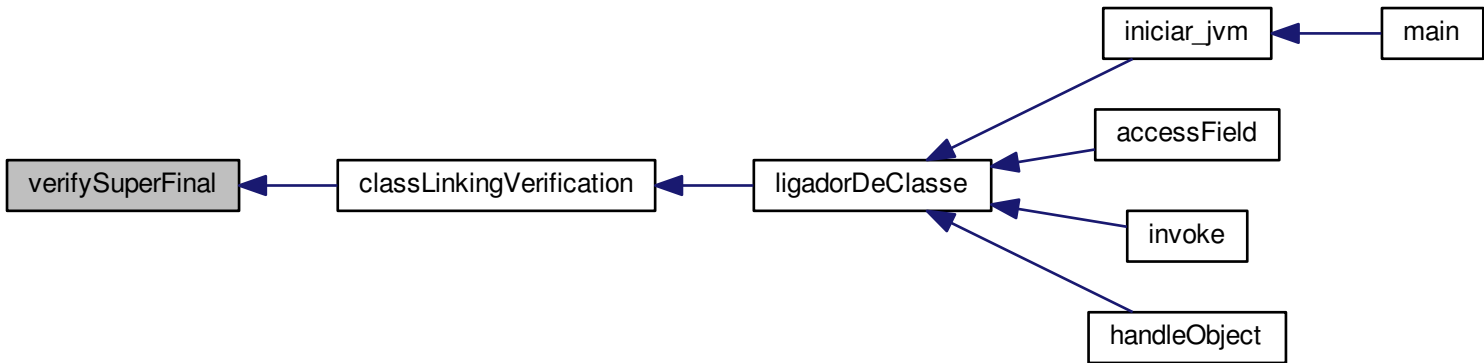 iniciar_jvm
main
accessField
verifySuperFinal
classLinkingVerification
ligadorDeClasse
invoke
handleObject